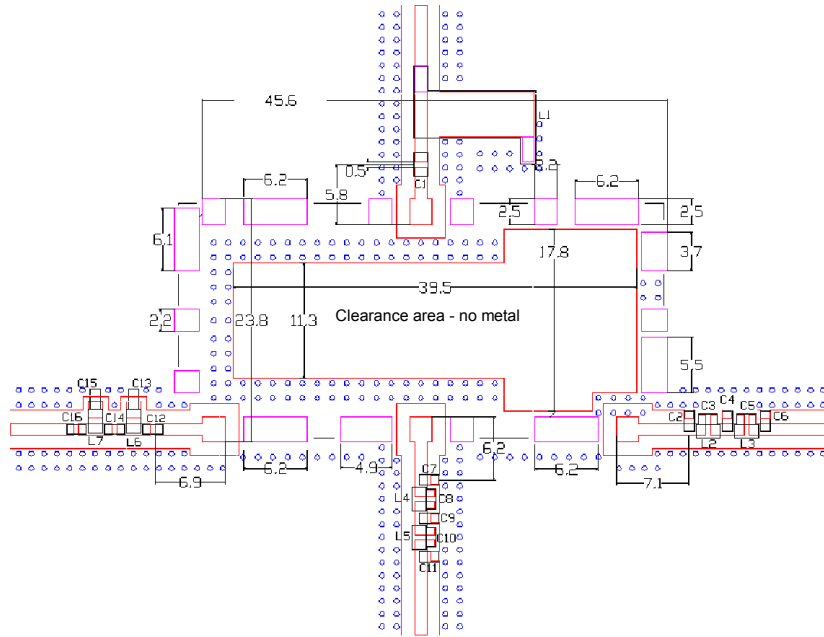 45.6
L1
0.5
C1
3.2
5.8
6.2
6.2
2.5
2.5
6.1
17.8
3.7
39.5
2.2
23.8
11.3
Clearance area - no metal
5.5
C15
C13
C4
C16
C14
C12
C2
C3
C5
C6
L7
L6
L2
L3
6.2
6.9
6.2
4.9
C7
6.2
7.1
L4
C8
C9
L5
C10
C11